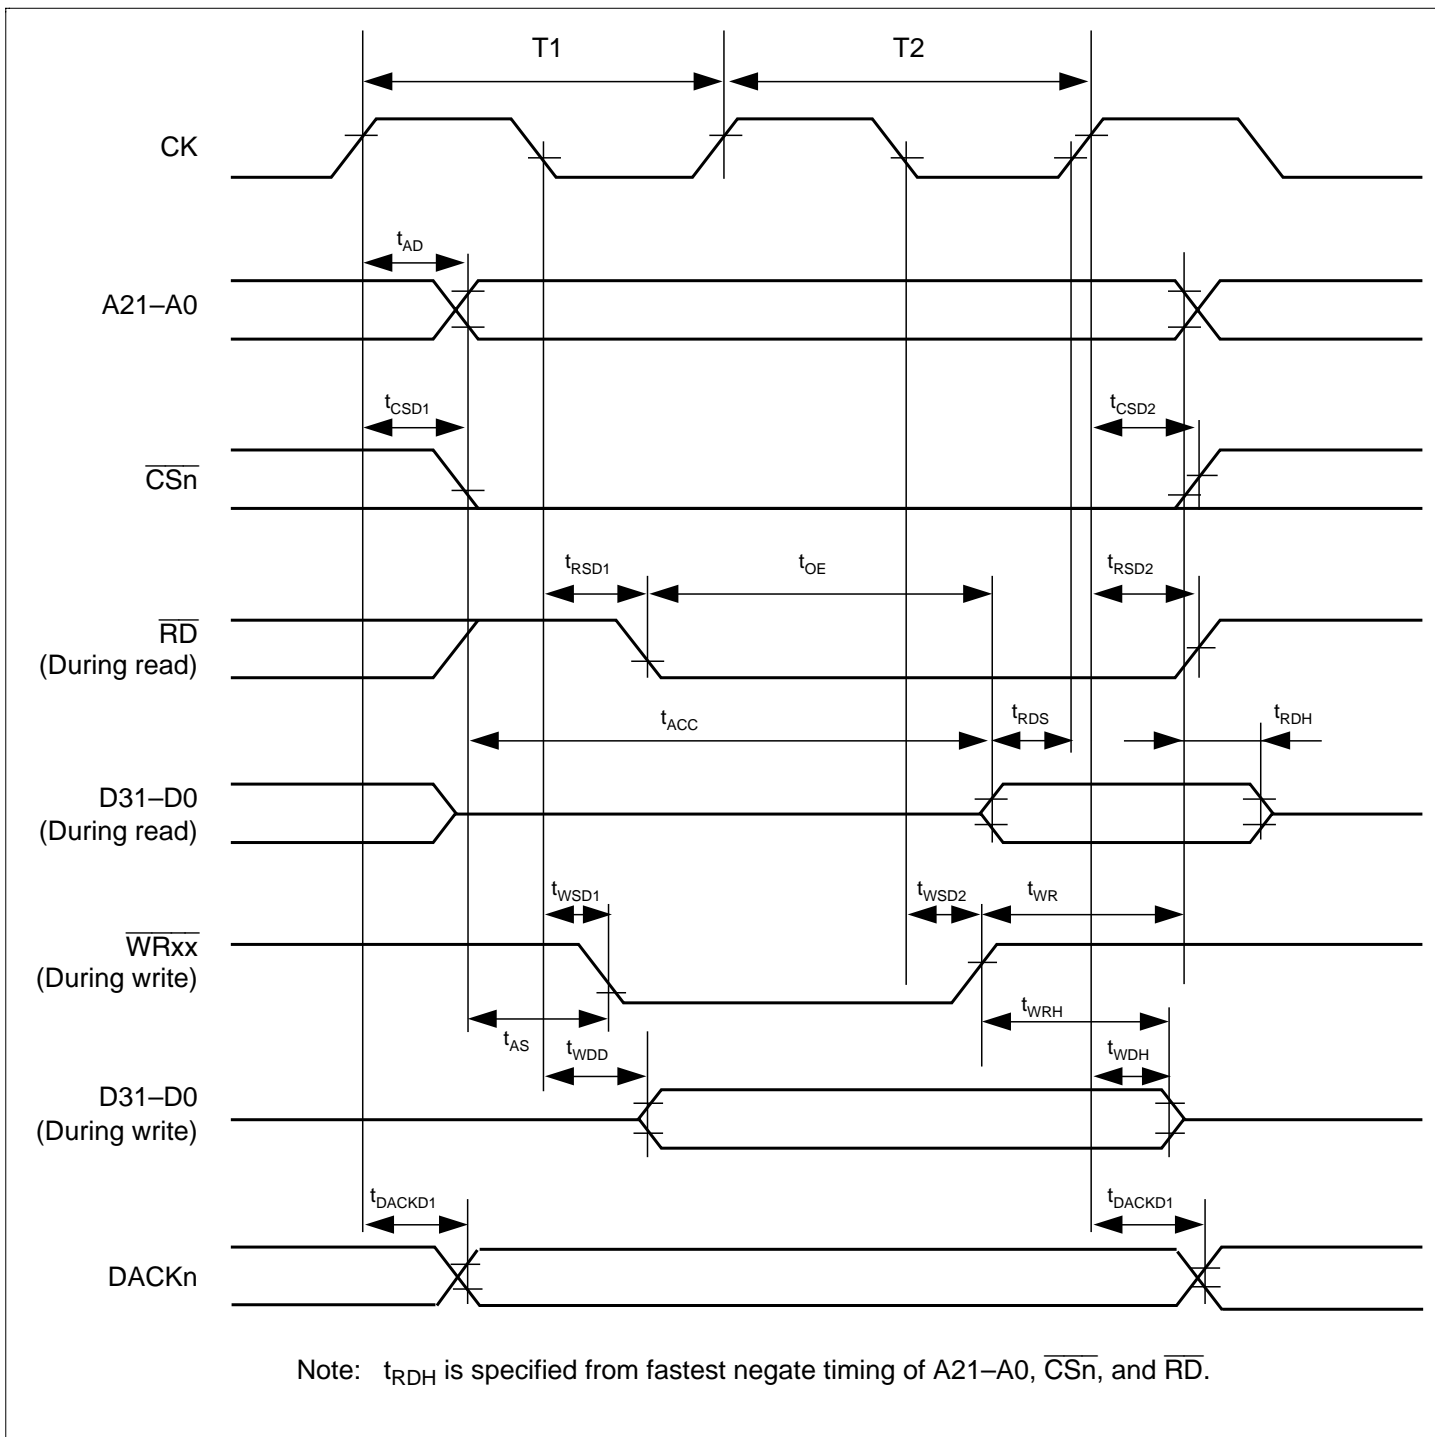 T1 T2
CK
tAD
A21–A0
tCSD1 tCSD2
CSn
tRSD1 tOE tRSD2
RD
(During read)
tACC tRDS tRDH
D31–D0
(During read)
tWSD1 tWSD2 tWR
WRxx
(During write)
tWRH
tAS tWDD tWDH
D31–D0
(During write)
tDACKD1 tDACKD1
DACKn
Note: tRDH is specified from fastest negate timing of A21–A0, CSn, and RD.